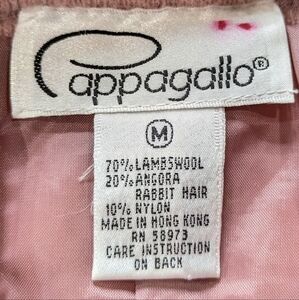 Pappagallo®
M
70% LAMBSWOOL
20% ANGORA
RABBIT HAIR
10% NYLON
MADE IN HONG KONG
RN 58973
CARE INSTRUCTION
ON BACK